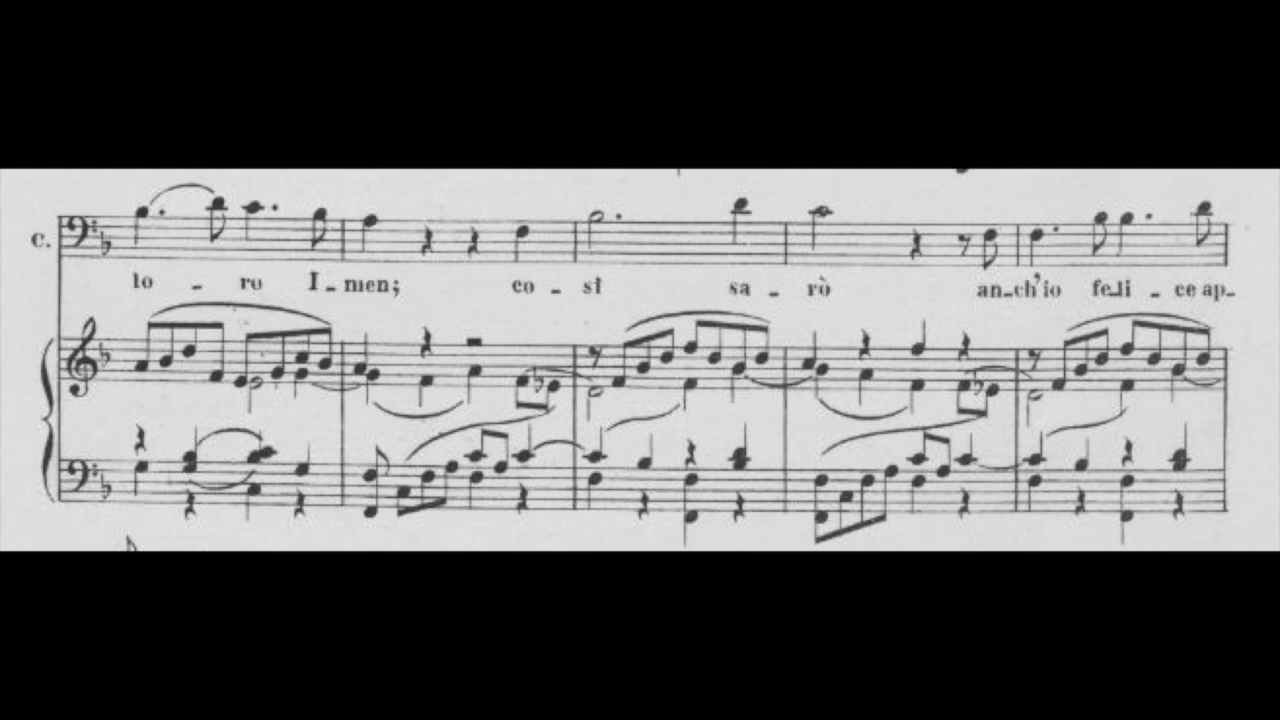 C.
lo - ro I - men; co - sì sa - rò an - ch'io fe - li - ce ap -